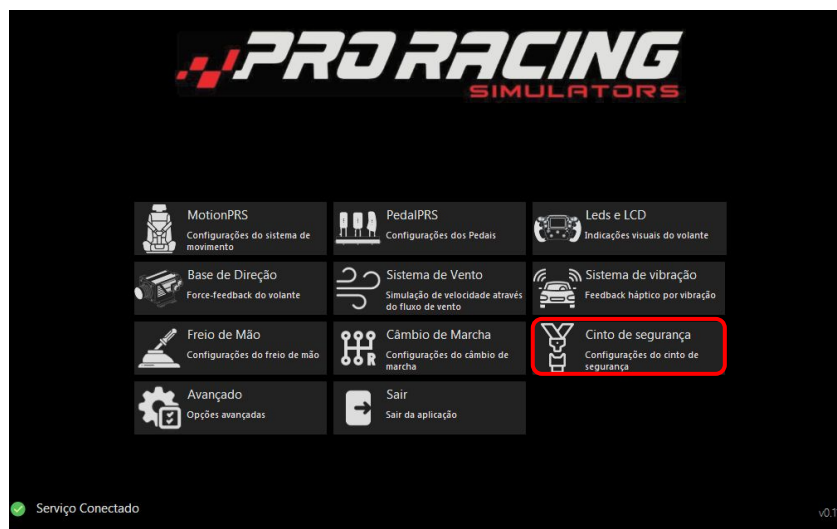 PRO RACING
SIMULATORS
MotionPRS
Configurações do sistema de
movimento
PedalPRS
Configurações dos Pedais
Leds e LCD
Indicações visuais do volante
Base de Direção
Force-feedback do volante
Sistema de Vento
Simulação de velocidade através
do fluxo de vento
Sistema de vibração
Feedback háptico por vibração
Freio de Mão
Configurações do freio de mão
Câmbio de Marcha
Configurações do câmbio de
marcha
Cinto de segurança
Configurações do cinto de
segurança
Avançado
Opções avançadas
Sair
Sair da aplicação
Serviço Conectado
v0.1